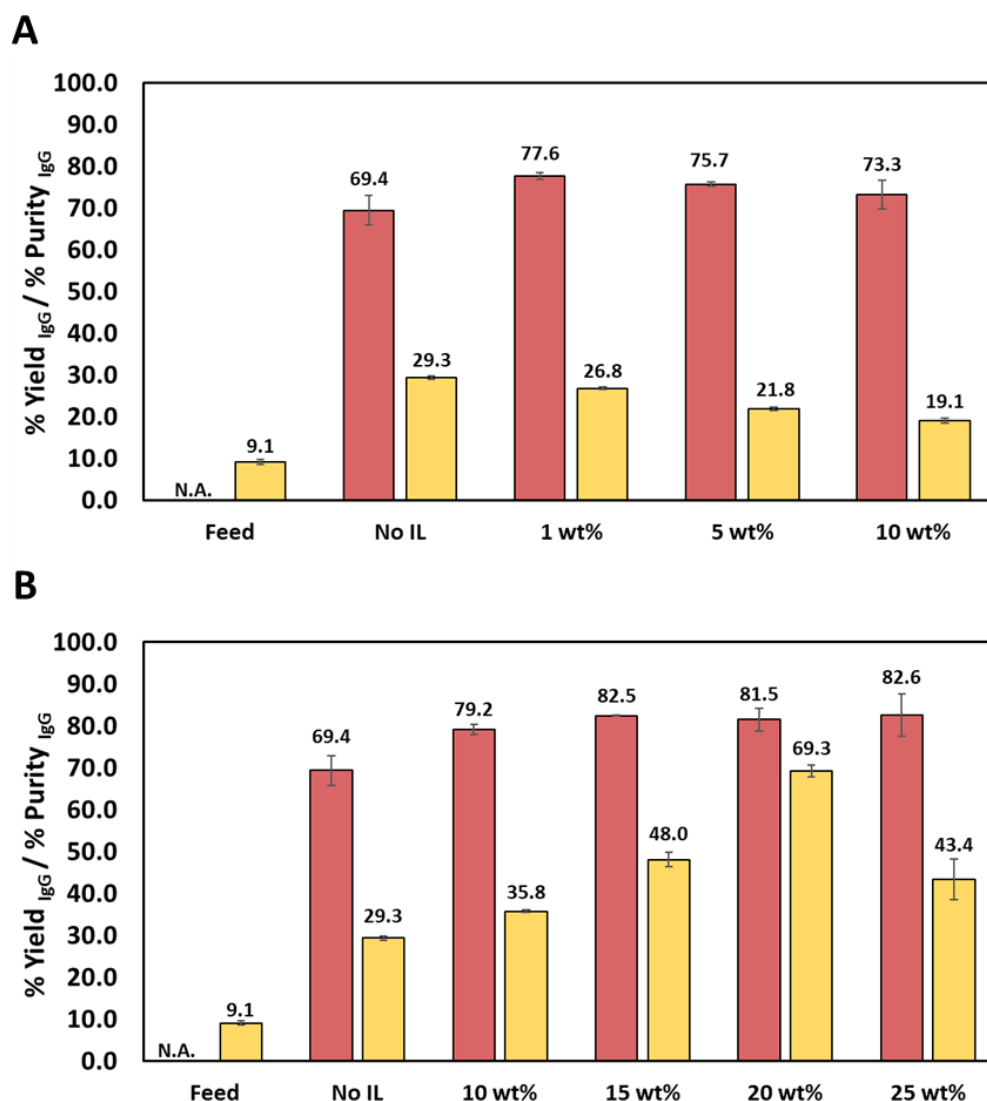 A
% Yield IgG / % Purity IgG
100.0
90.0
80.0
70.0
60.0
50.0
40.0
30.0
20.0
10.0
0.0
N.A.
9.1
69.4
29.3
77.6
26.8
75.7
21.8
73.3
19.1
Feed
No IL
1 wt%
5 wt%
10 wt%
B
% Yield IgG / % Purity IgG
100.0
90.0
80.0
70.0
60.0
50.0
40.0
30.0
20.0
10.0
0.0
N.A.
9.1
69.4
29.3
79.2
35.8
82.5
48.0
81.5
69.3
82.6
43.4
Feed
No IL
10 wt%
15 wt%
20 wt%
25 wt%